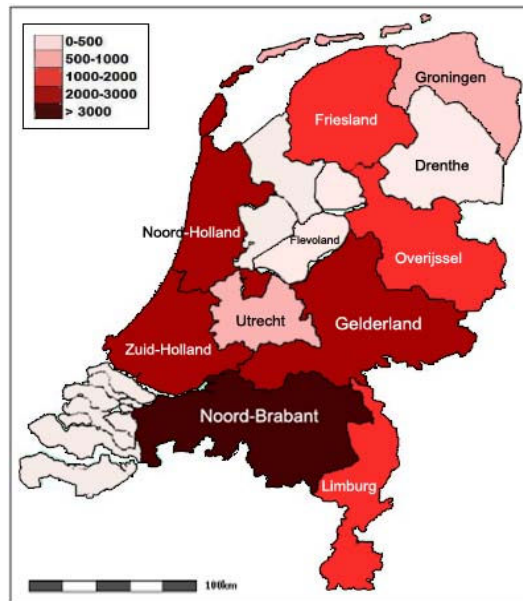 0-500
500-1000
1000-2000
2000-3000
> 3000
Groningen
Friesland
Drenthe
Noord-Holland
Flevoland
Overijssel
Utrecht
Gelderland
Zuid-Holland
Noord-Brabant
Limburg
100km